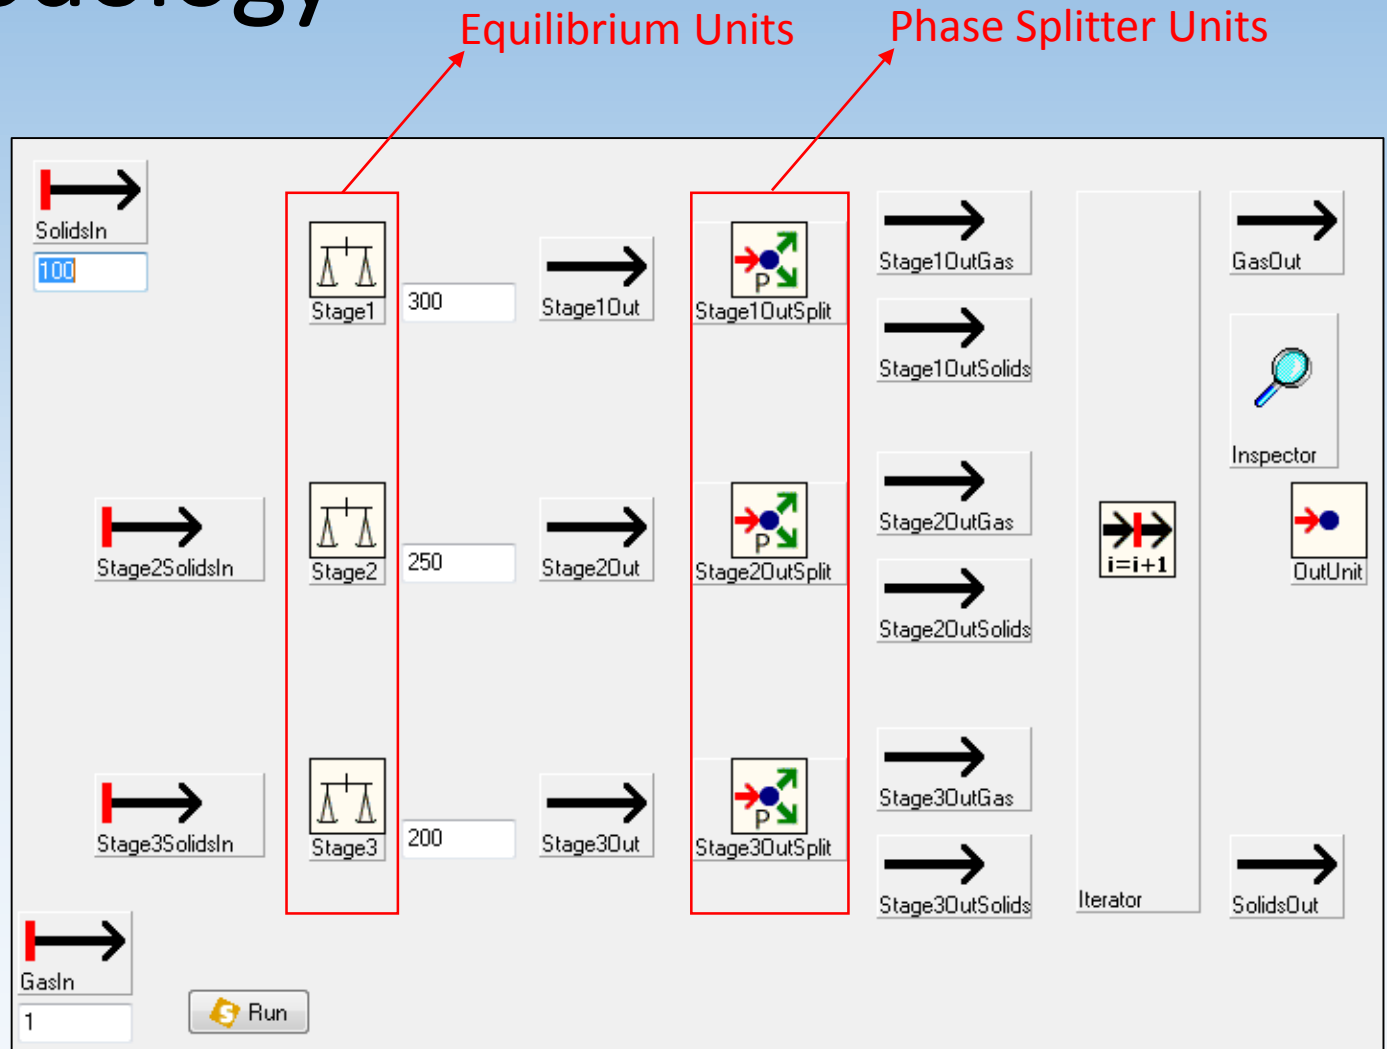 Equilibrium Units
Phase Splitter Units
SolidsIn
100
Stage1
300
Stage1Out
P
Stage1OutSplit
Stage1OutGas
Stage1OutSolids
GasOut
Inspector
Stage2SolidsIn
Stage2
250
Stage2Out
P
Stage2OutSplit
Stage2OutGas
Stage2OutSolids
i=i+1
OutUnit
Stage3SolidsIn
Stage3
200
Stage3Out
P
Stage3OutSplit
Stage3OutGas
Stage3OutSolids
Iterator
SolidsOut
GasIn
1
S
Run